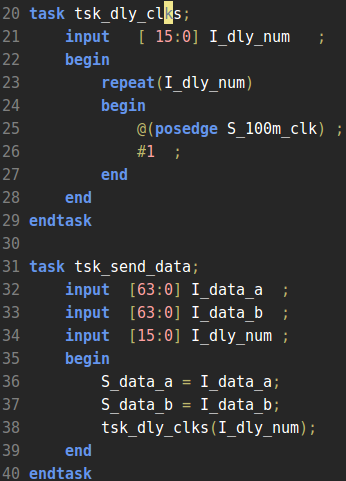 20 task tsk_dly_clks;
21     input   [ 15:0] I_dly_num   ;
22     begin
23         repeat(I_dly_num)
24         begin
25             @(posedge S_100m_clk) ;
26             #1  ;
27         end
28     end
29 endtask
30
31 task tsk_send_data;
32     input  [63:0] I_data_a  ;
33     input  [63:0] I_data_b  ;
34     input  [15:0] I_dly_num ;
35     begin
36         S_data_a = I_data_a;
37         S_data_b = I_data_b;
38         tsk_dly_clks(I_dly_num);
39     end
40 endtask